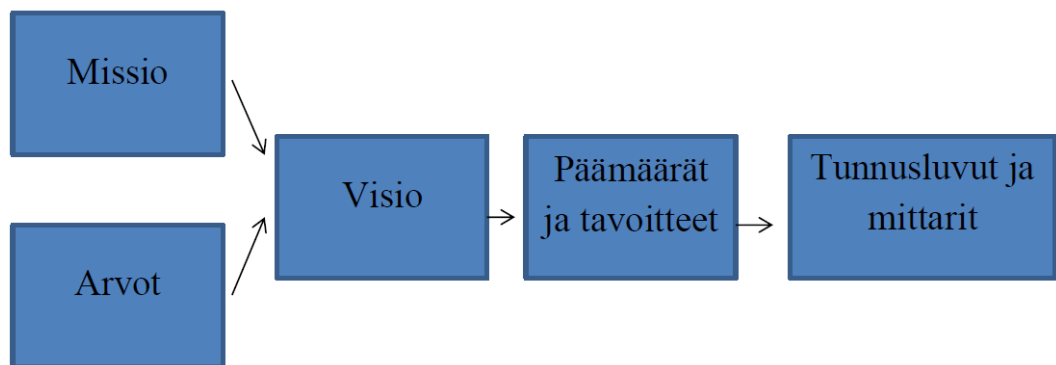 Missio
Arvot
Visio
Päämäärät
ja tavoitteet
Tunnusluvut ja
mittarit